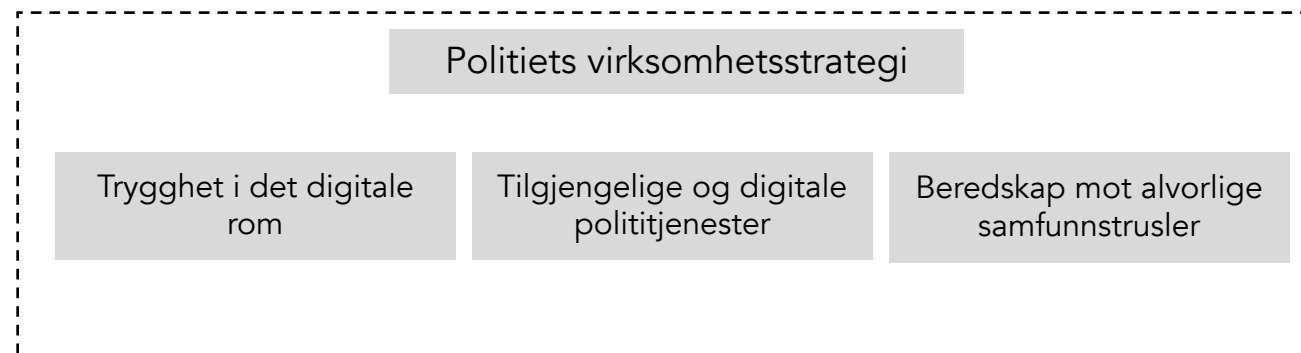 Politiets virksomhetsstrategi
Trygghet i det digitale
rom
Tilgjengelige og digitale
polititjenester
Beredskap mot alvorlige
samfunnstrusler